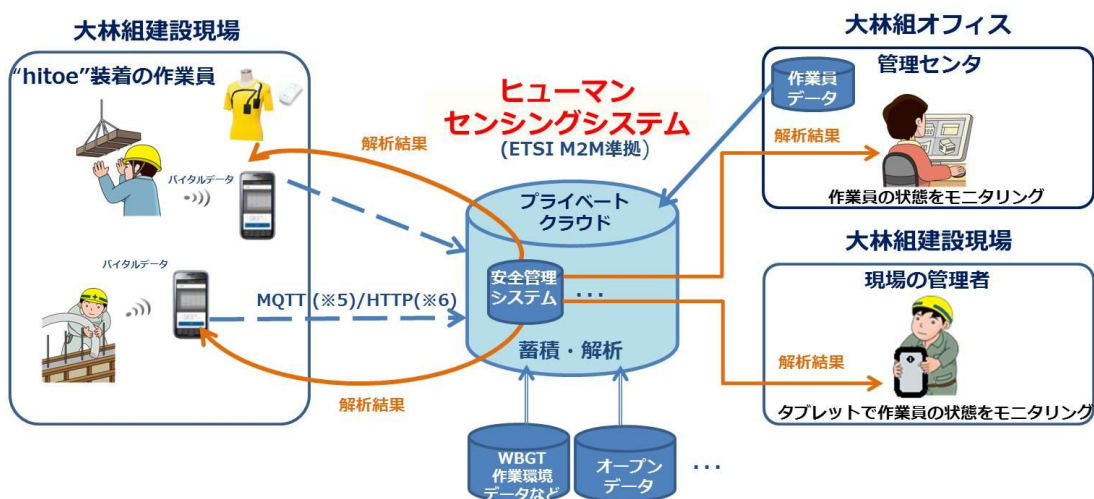 大林組建設現場
“hitoe”装着の作業員
バイタルデータ
バイタルデータ
解析結果
MQTT (※5)/HTTP(※6)
解析結果
ヒューマン
センシングシステム
(ETSI M2M準拠)
プライベート
クラウド
安全管理
システム
...
蓄積・解析
WBGT
作業環境
データなど
オープン
データ
...
大林組オフィス
管理センタ
作業員
データ
解析結果
作業員の状態をモニタリング
大林組建設現場
現場の管理者
解析結果
タブレットで作業員の状態をモニタリング